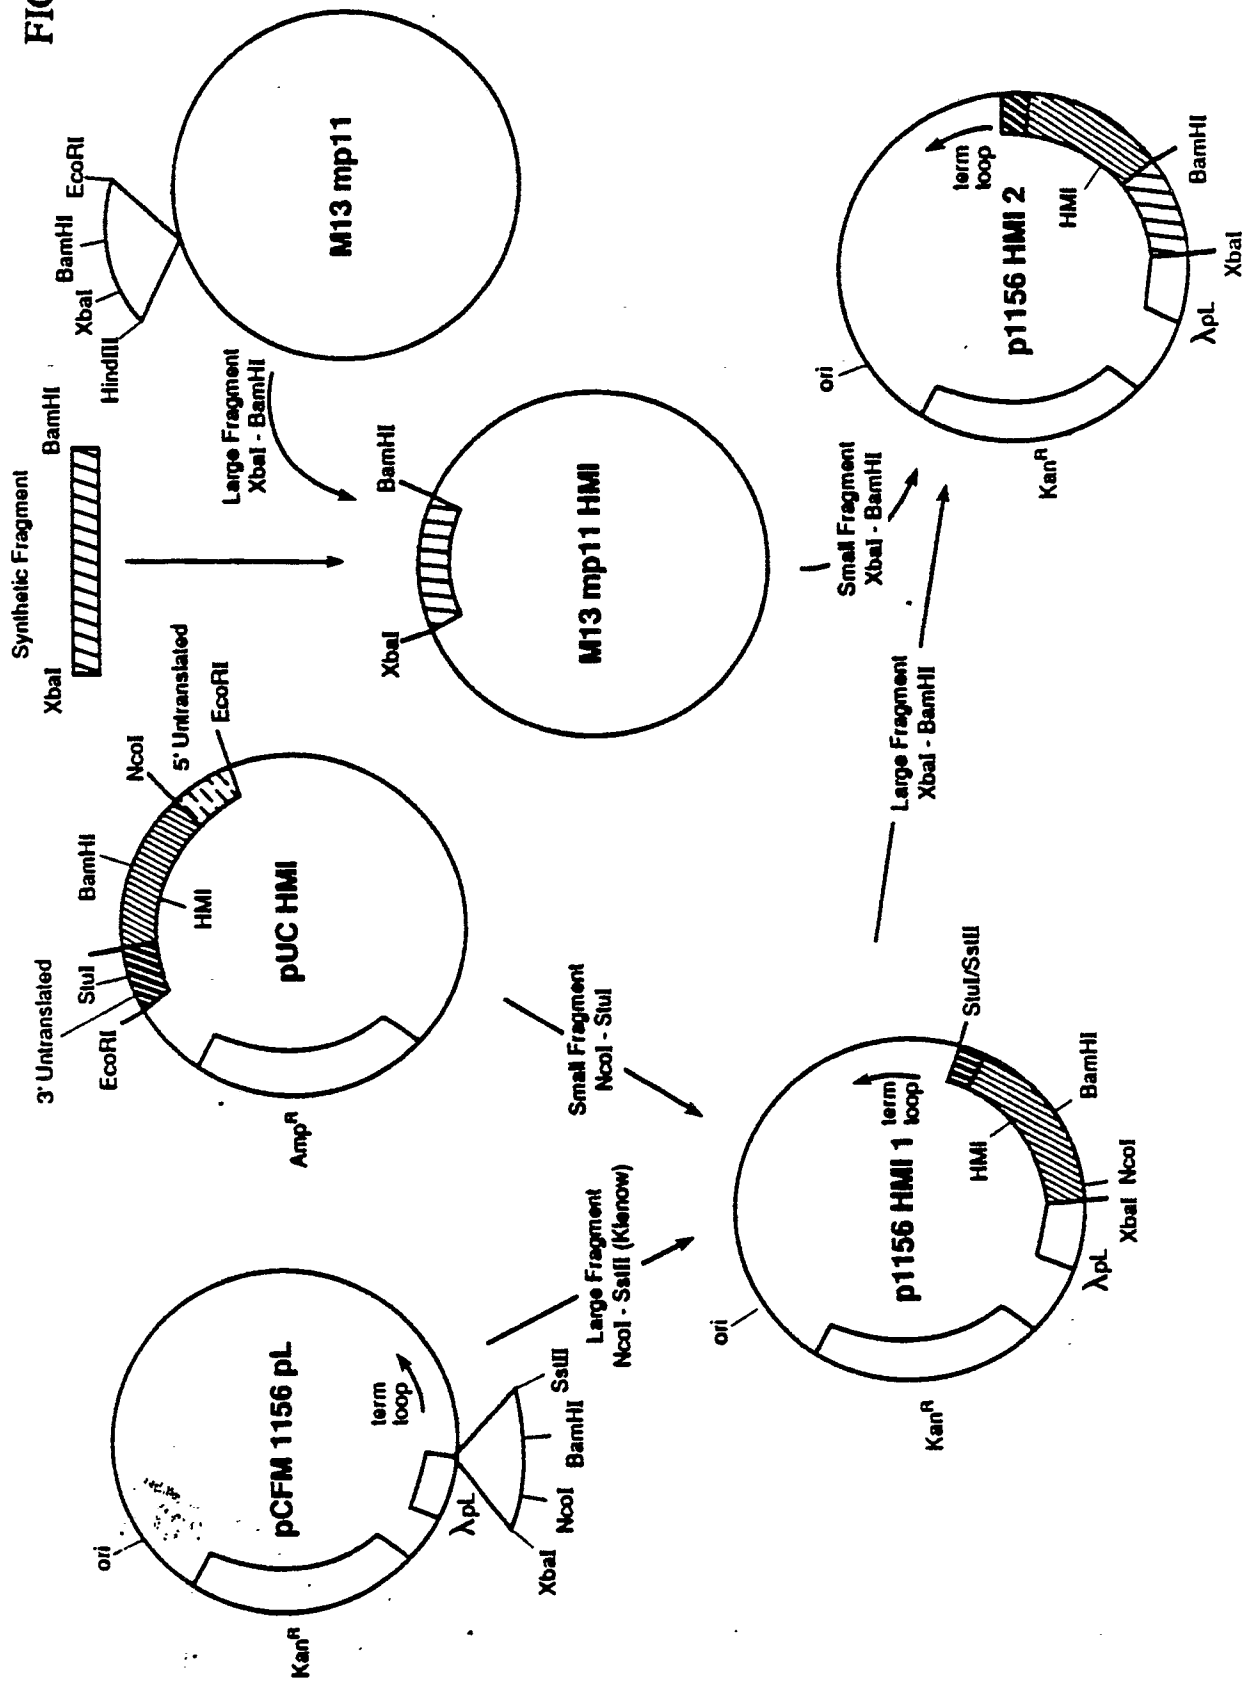 FIG
Synthetic Fragment
XbaI
BamHI
HindIII
XbaI
BamHI
EcoRI
M13 mp11
Large Fragment
XbaI - BamHI
3' Untranslated
EcoRI
StuI
BamHI
HMI
NcoI
5' Untranslated
EcoRI
pUC HMI
Amp^R
ori
pCFM 1156 pL
Kan^R
term
loop
λpL
XbaI
NcoI
BamHI
SstII
XbaI
BamHI
M13 mp11 HMI
Large Fragment
NcoI - SstII (Klenow)
Small Fragment
NcoI - StuI
Small Fragment
XbaI - BamHI
Large Fragment
XbaI - BamHI
ori
p1156 HMI 1
Kan^R
term
loop
HMI
StuI/SstII
BamHI
NcoI
XbaI
λpL
ori
p1156 HMI 2
Kan^R
term
loop
HMI
BamHI
XbaI
λpL